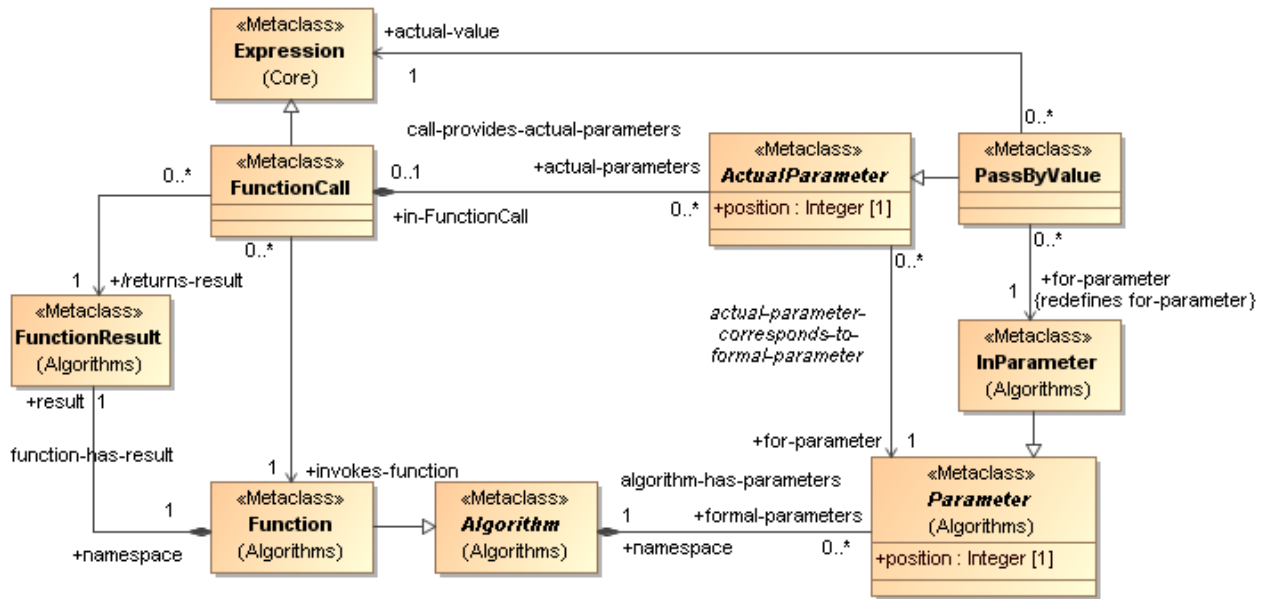 «Metaclass»
Expression
(Core)
+actual-value
1
0..*
call-provides-actual-parameters
«Metaclass»
FunctionCall
0..*
0..1
+actual-parameters
+in-FunctionCall
0..*
0..*
«Metaclass»
ActualParameter
+position : Integer [1]
0..*
«Metaclass»
PassByValue
0..*
1
+/returns-result
+for-parameter
1
{redefines for-parameter}
«Metaclass»
FunctionResult
(Algorithms)
actual-parameter-
corresponds-to-
formal-parameter
«Metaclass»
InParameter
(Algorithms)
+result
1
function-has-result
+for-parameter
1
1
+invokes-function
algorithm-has-parameters
1
+namespace
«Metaclass»
Function
(Algorithms)
«Metaclass»
Algorithm
(Algorithms)
1
+formal-parameters
+namespace
0..*
«Metaclass»
Parameter
(Algorithms)
+position : Integer [1]